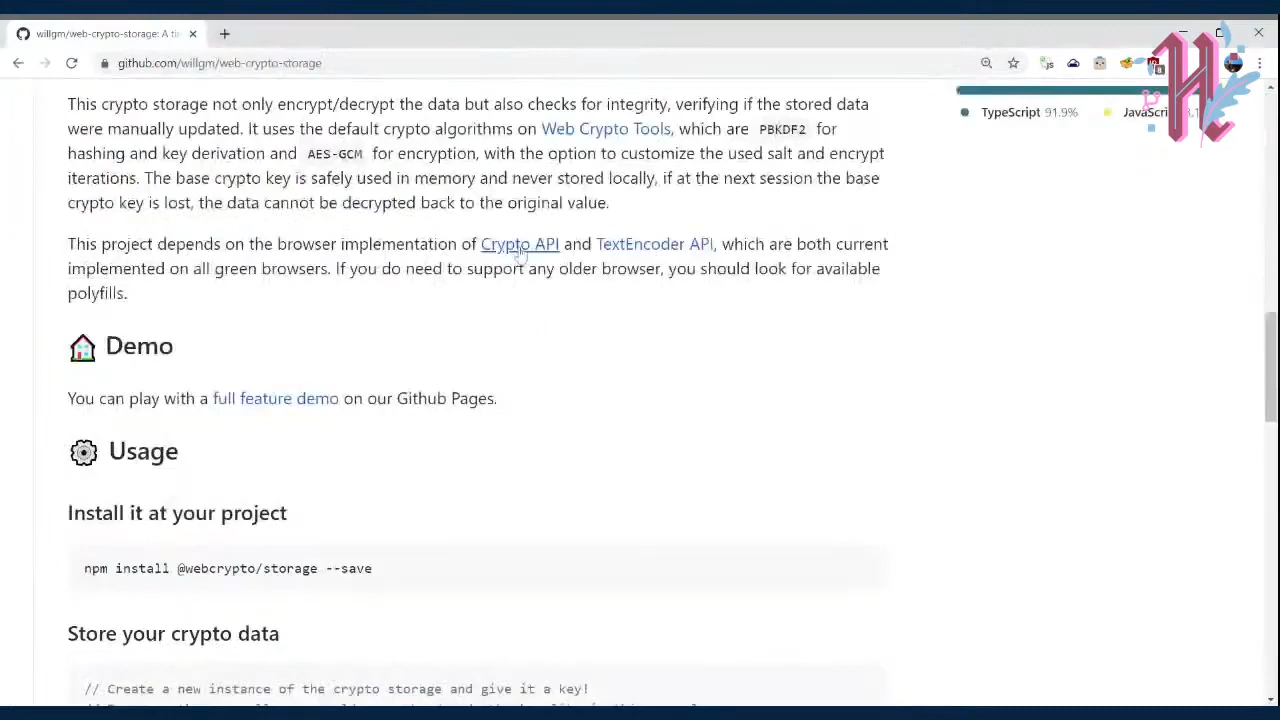 willgm/web-crypto-storage: A ti
github.com/willgm/web-crypto-storage
This crypto storage not only encrypt/decrypt the data but also checks for integrity, verifying if the stored data
were manually updated. It uses the default crypto algorithms on Web Crypto Tools, which are PBKDF2 for
hashing and key derivation and AES-GCM for encryption, with the option to customize the used salt and encrypt
iterations. The base crypto key is safely used in memory and never stored locally, if at the next session the base
crypto key is lost, the data cannot be decrypted back to the original value.
TypeScript 91.9% JavaScri
This project depends on the browser implementation of Crypto API and TextEncoder API, which are both current
implemented on all green browsers. If you do need to support any older browser, you should look for available
polyfills.
Demo
You can play with a full feature demo on our Github Pages.
Usage
Install it at your project
npm install @webcrypto/storage --save
Store your crypto data
// Create a new instance of the crypto storage and give it a key!